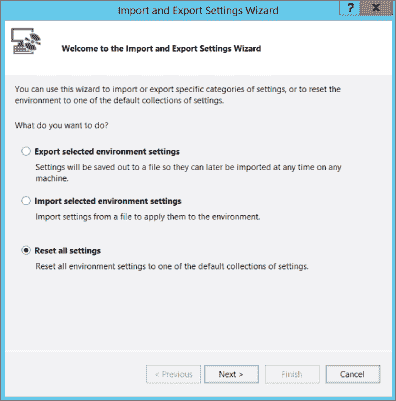 Import and Export Settings Wizard
?
Welcome to the Import and Export Settings Wizard
You can use this wizard to import or export specific categories of settings, or to reset the
environment to one of the default collections of settings.
What do you want to do?
Export selected environment settings
Settings will be saved out to a file so they can later be imported at any time on any
machine.
Import selected environment settings
Import settings from a file to apply them to the environment.
Reset all settings
Reset all environment settings to one of the default collections of settings.
< Previous Next > Finish Cancel